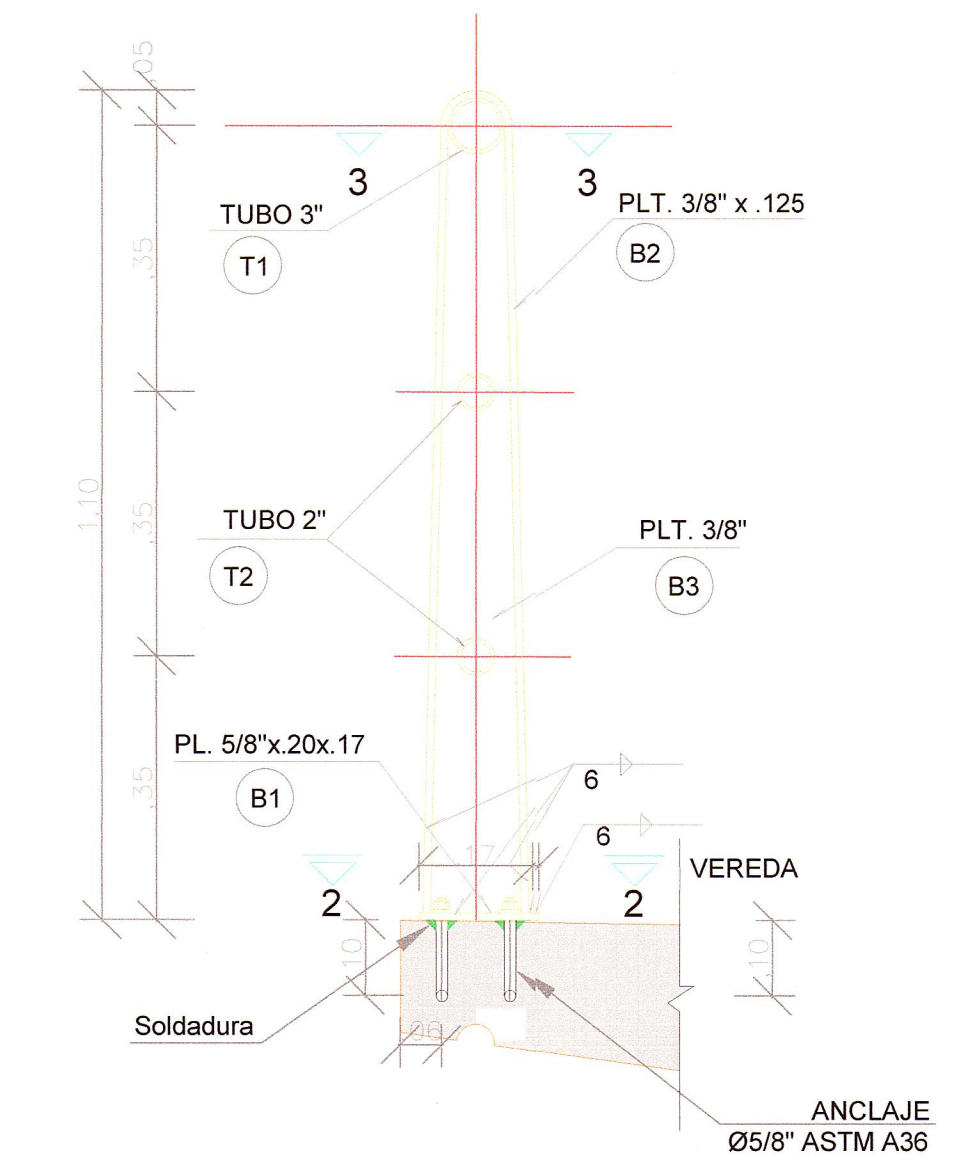 ,05
3
3
TUBO 3"
T1
PLT. 3/8" x .125
B2
,35
1,10
,35
TUBO 2"
T2
PLT. 3/8"
B3
,35
PL. 5/8"x.20x.17
B1
6
6
,17
VEREDA
2
2
,10
,10
,06
Soldadura
ANCLAJE
Ø5/8" ASTM A36